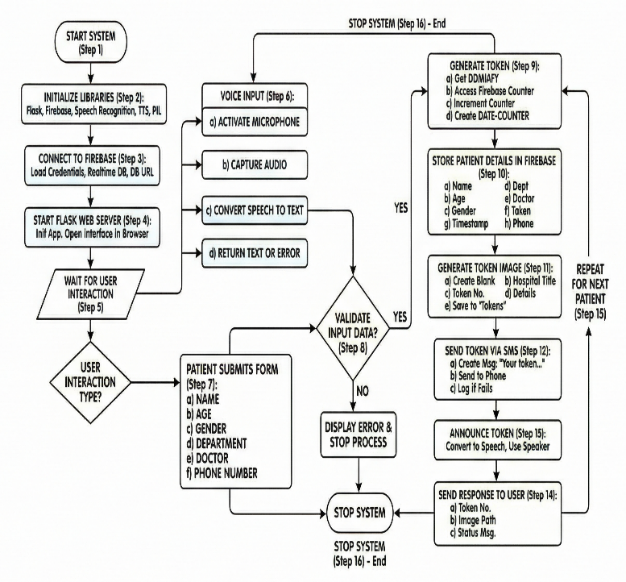 STOP SYSTEM (Step 16) - End
START SYSTEM
(Step 1)
INITIALIZE LIBRARIES (Step 2):
Flask, Firebase, Speech Recognition, TTS, PIL
CONNECT TO FIREBASE (Step 3):
Load Credentials, Realtime DB, DB URL
START FLASK WEB SERVER (Step 4):
Init App. Open interface in Browser
WAIT FOR USER
INTERACTION
(Step 5)
USER
INTERACTION
TYPE?
VOICE INPUT (Step 6):
a) ACTIVATE MICROPHONE
b) CAPTURE AUDIO
c) CONVERT SPEECH TO TEXT
d) RETURN TEXT OR ERROR
PATIENT SUBMITS FORM
(Step 7):
a) NAME
b) AGE
c) GENDER
d) DEPARTMENT
e) DOCTOR
f) PHONE NUMBER
VALIDATE
INPUT DATA?
(Step 8)
YES
YES
NO
DISPLAY ERROR &
STOP PROCESS
STOP SYSTEM
STOP SYSTEM
(Step 16) - End
GENERATE TOKEN (Step 9):
a) Get DDMIAFY
b) Access Firebase Counter
c) Increment Counter
d) Create DATE-COUNTER
STORE PATIENT DETAILS IN FIREBASE
(Step 10):
a) Name d) Dept
b) Age e) Doctor
c) Gender f) Taken
g) Timestamp h) Phone
GENERATE TOKEN IMAGE (Step 11):
a) Create Blank b) Hospital Title
c) Token No. d) Details
e) Save to "Tokens"
SEND TOKEN VIA SMS (Step 12):
a) Create Msg: "Your token..."
b) Send to Phone
c) Log if Fails
ANNOUNCE TOKEN (Step 15):
Convert to Speech, Use Speaker
SEND RESPONSE TO USER (Step 14):
a) Token No.
b) Image Path
c) Status Msg.
REPEAT
FOR NEXT
PATIENT
(Step 15)